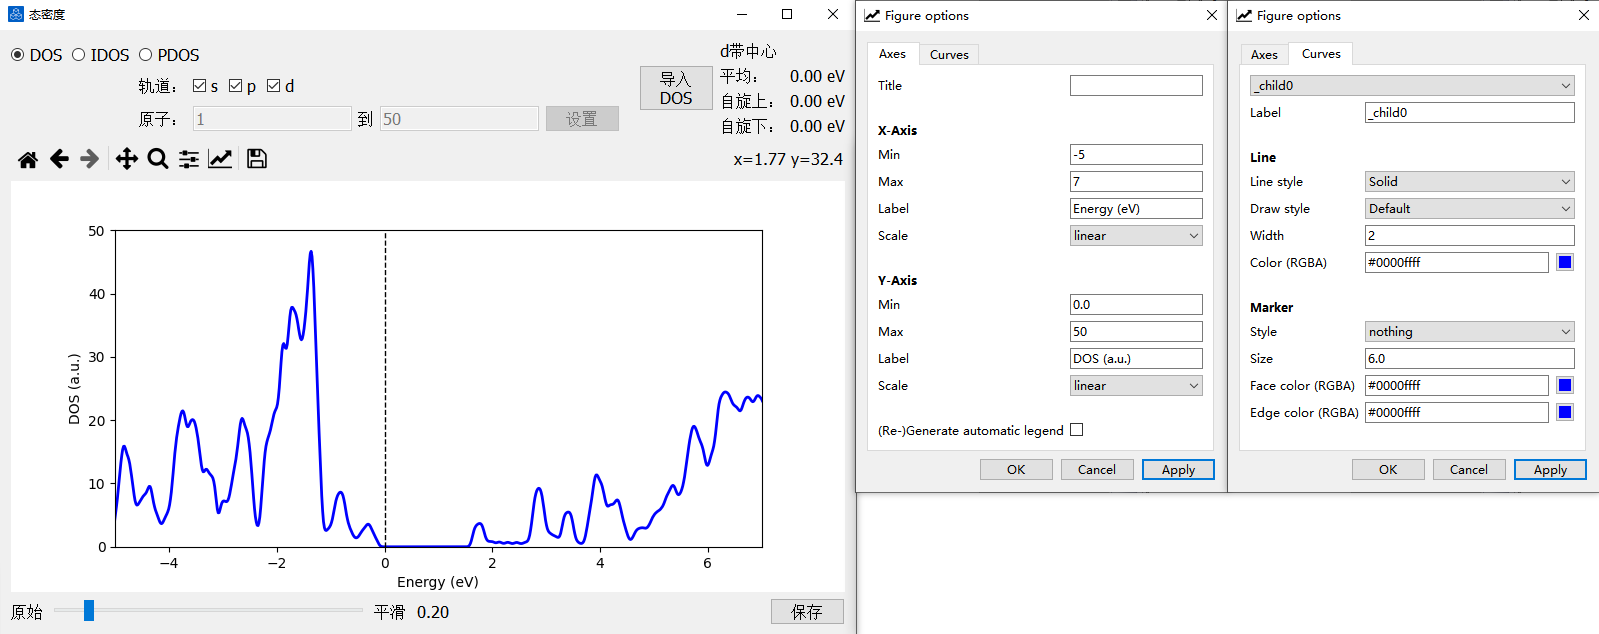 态密度
DOS IDOS PDOS
轨道： s p d
原子： 1 到 50 设置
导入
DOS
d带中心
平均： 0.00 eV
自旋上： 0.00 eV
自旋下： 0.00 eV
x=1.77 y=32.4
50
40
30
20
10
0
DOS (a.u.)
−4 −2 0 2 4 6
Energy (eV)
原始 平滑 0.20 保存
Figure options
Axes Curves
Title
X-Axis
Min -5
Max 7
Label Energy (eV)
Scale linear
Y-Axis
Min 0.0
Max 50
Label DOS (a.u.)
Scale linear
(Re-)Generate automatic legend
OK Cancel Apply
Figure options
Axes Curves
_child0
Label _child0
Line
Line style Solid
Draw style Default
Width 2
Color (RGBA) #0000ffff
Marker
Style nothing
Size 6.0
Face color (RGBA) #0000ffff
Edge color (RGBA) #0000ffff
OK Cancel Apply